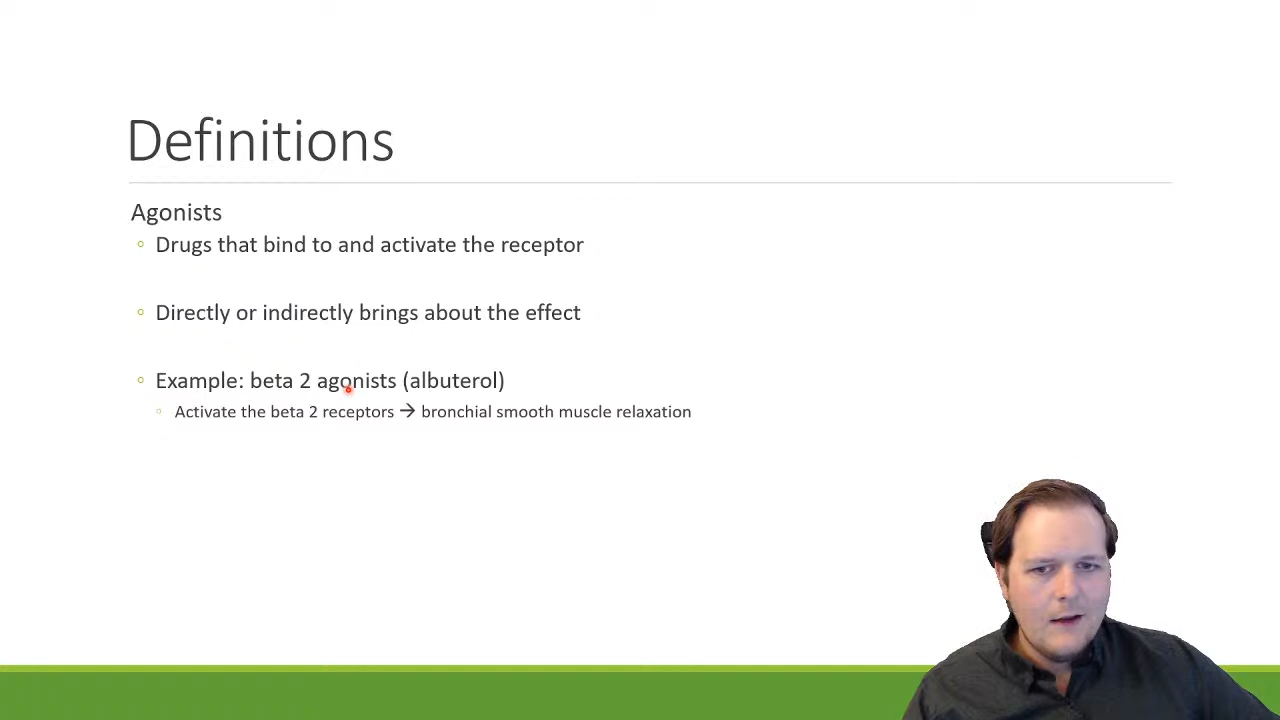 Definitions
Agonists
◦ Drugs that bind to and activate the receptor
◦ Directly or indirectly brings about the effect
◦ Example: beta 2 agonists (albuterol)
◦ Activate the beta 2 receptors → bronchial smooth muscle relaxation